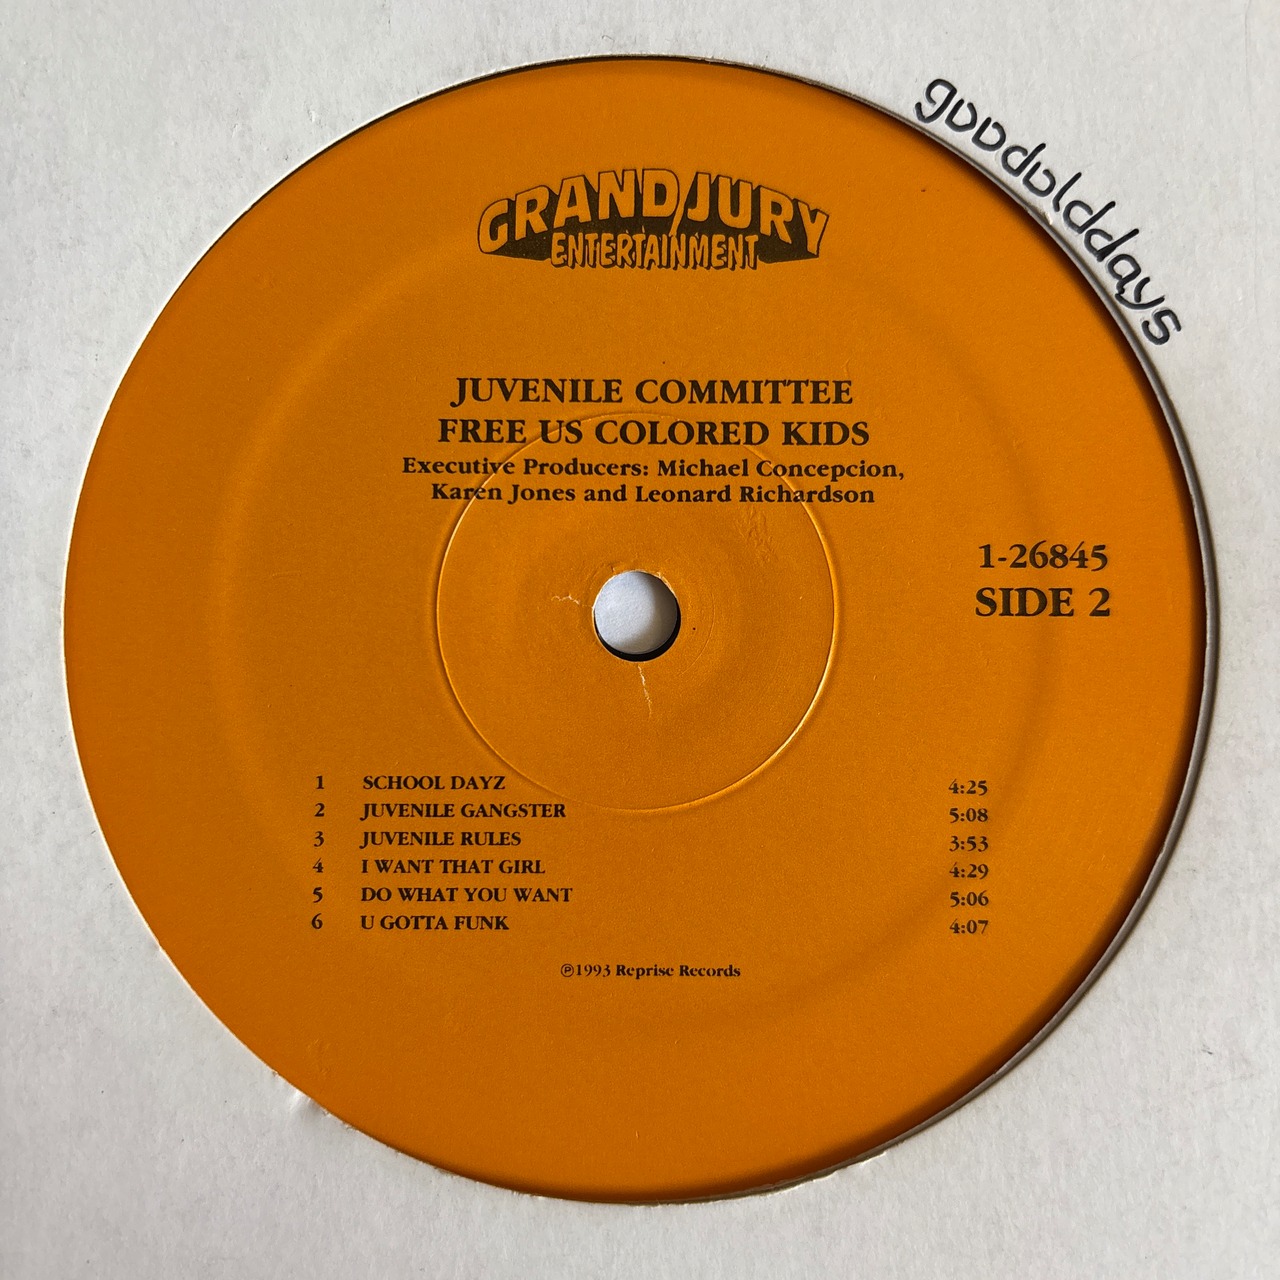 goodolddays
GRAND JURY
ENTERTAINMENT
JUVENILE COMMITTEE
FREE US COLORED KIDS
Executive Producers: Michael Concepcion,
Karen Jones and Leonard Richardson
1-26845
SIDE 2
1 SCHOOL DAYZ 4:25
2 JUVENILE GANGSTER 5:08
3 JUVENILE RULES 3:53
4 I WANT THAT GIRL 4:29
5 DO WHAT YOU WANT 5:06
6 U GOTTA FUNK 4:07
℗1993 Reprise Records